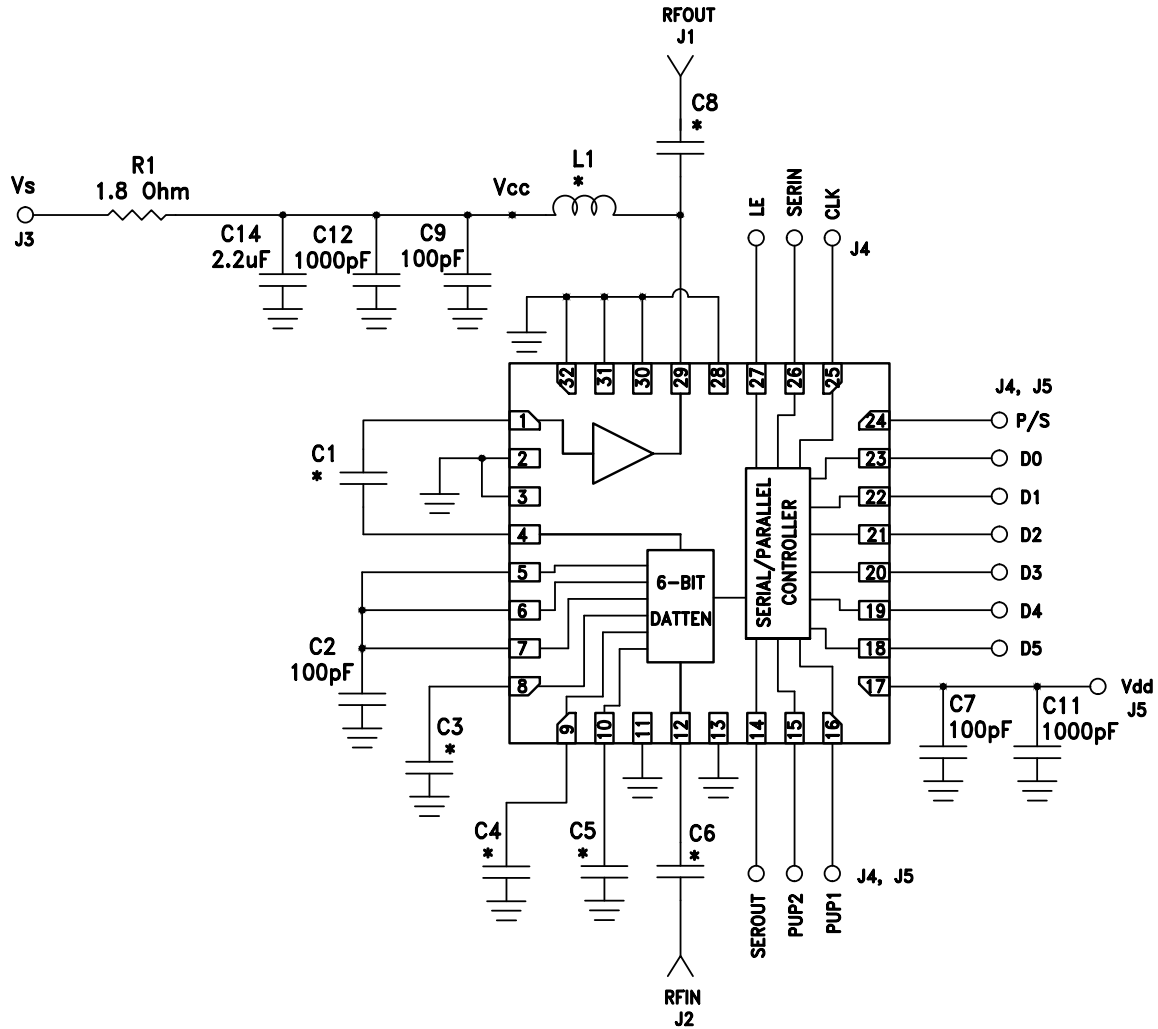 RFOUT
J1
C8
*
R1
1.8 Ohm
Vs
J3
Vcc
L1
*
LE
SERIN
CLK
J4
C14
2.2uF
C12
1000pF
C9
100pF
32
31
30
29
28
27
26
25
J4, J5
1
24
P/S
C1
*
2
23
D0
3
22
D1
4
21
D2
5
20
D3
6
19
D4
7
18
D5
8
17
Vdd
J5
SERIAL/PARALLEL
CONTROLLER
6-BIT
DATTEN
C2
100pF
C7
100pF
C11
1000pF
C3
*
9
10
11
12
13
14
15
16
C4
*
C5
*
C6
*
J4, J5
SEROUT
PUP2
PUP1
RFIN
J2